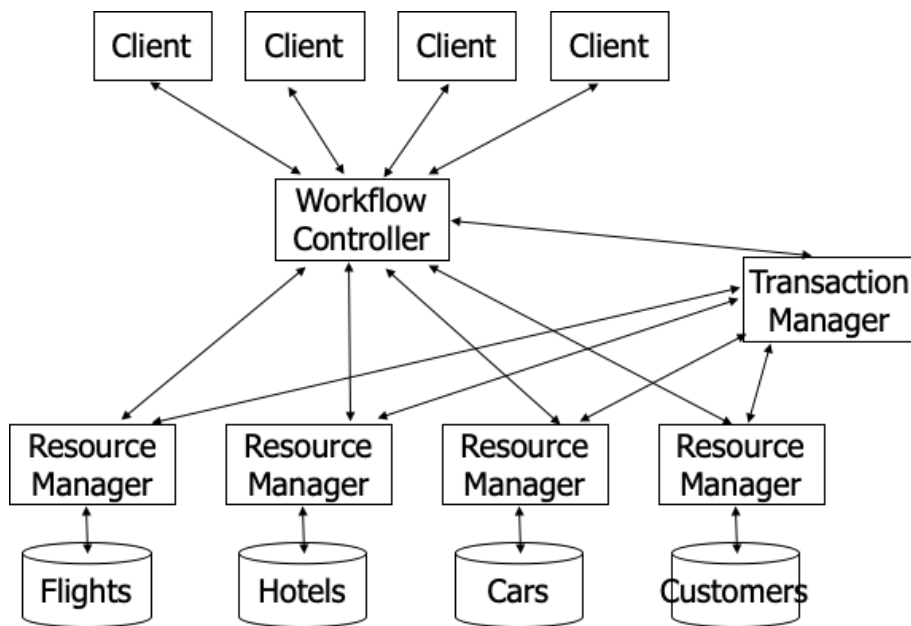 Client
Client
Client
Client
Workflow
Controller
Transaction
Manager
Resource
Manager
Resource
Manager
Resource
Manager
Resource
Manager
Flights
Hotels
Cars
Customers